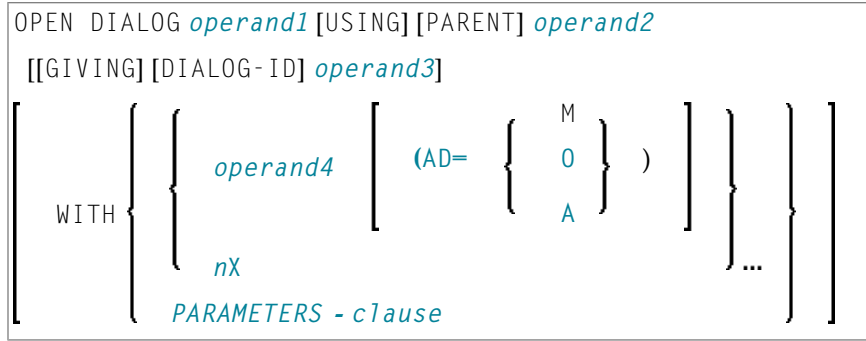 OPEN DIALOG operand1 [USING] [PARENT] operand2
[[GIVING] [DIALOG-ID] operand3]
M
operand4 (AD= O )
WITH
A
nX ...
PARAMETERS - clause